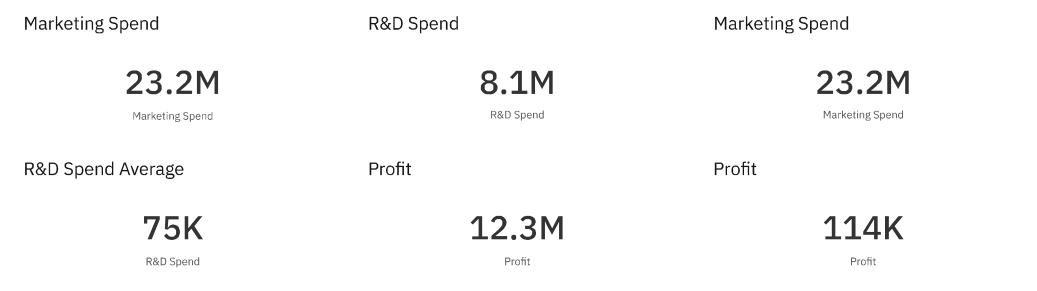 Marketing Spend
23.2M
Marketing Spend
R&D Spend
8.1M
R&D Spend
Marketing Spend
23.2M
Marketing Spend
R&D Spend Average
75K
R&D Spend
Profit
12.3M
Profit
Profit
114K
Profit